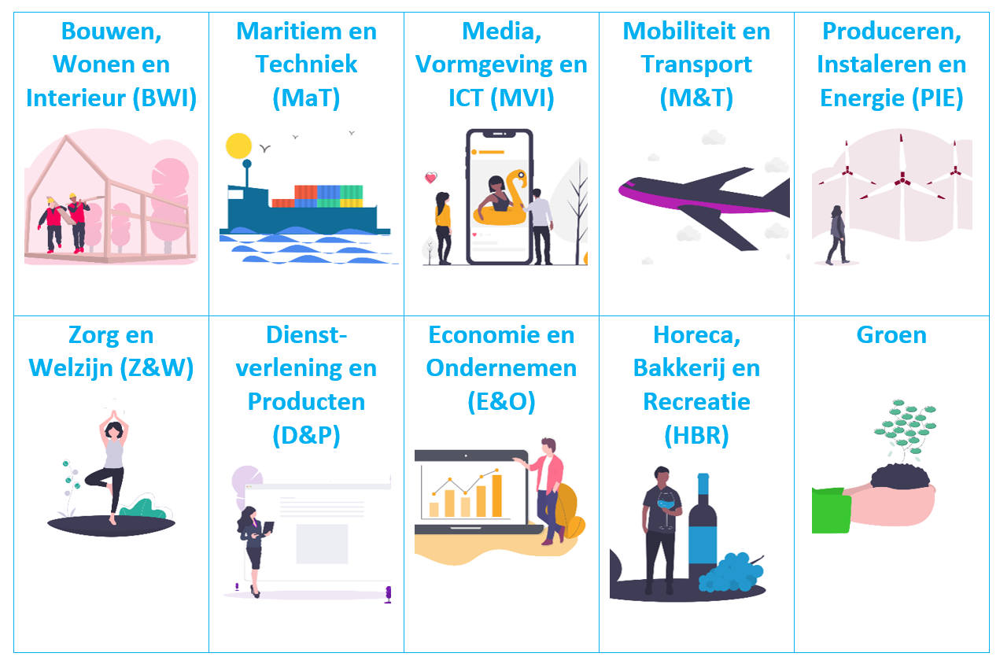 Bouwen,
Wonen en
Interieur (BWI)
Maritiem en
Techniek
(MaT)
Media,
Vormgeving en
ICT (MVI)
Mobiliteit en
Transport
(M&T)
Produceren,
Instaleren en
Energie (PIE)
Zorg en
Welzijn (Z&W)
Dienst-
verlening en
Producten
(D&P)
Economie en
Ondernemen
(E&O)
Horeca,
Bakkerij en
Recreatie
(HBR)
Groen